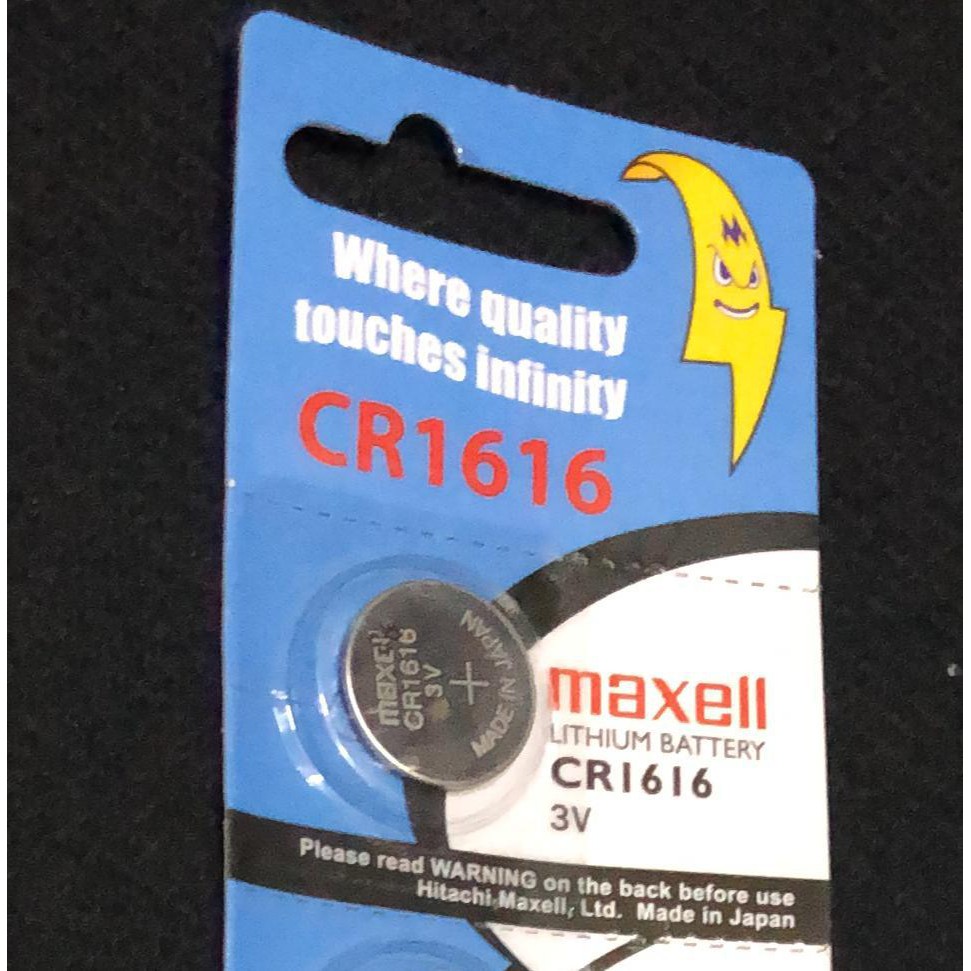 Where quality
touches infinity
CR1616
maxell
CR1616
3V
+
MADE IN JAPAN
maxell
LITHIUM BATTERY
CR1616
3V
Please read WARNING on the back before use
Hitachi Maxell, Ltd. Made in Japan